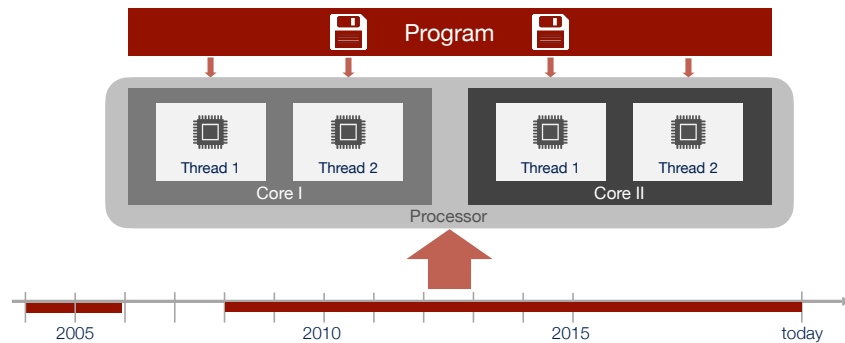 Program
Thread 1
Thread 2
Thread 1
Thread 2
Core I
Core II
Processor
2005
2010
2015
today